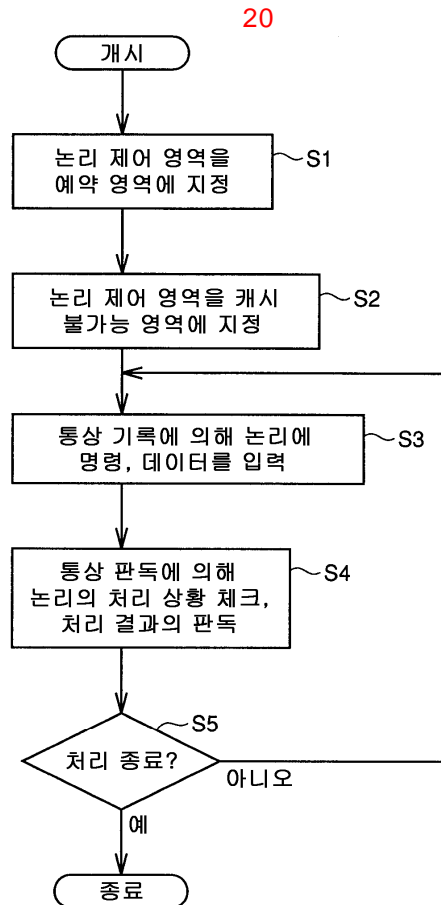 20
개시
논리 제어 영역을
예약 영역에 지정
S1
논리 제어 영역을 캐시
불가능 영역에 지정
S2
통상 기록에 의해 논리에
명령, 데이터를 입력
S3
통상 판독에 의해
논리의 처리 상황 체크,
처리 결과의 판독
S4
S5
처리 종료?
아니오
예
종료